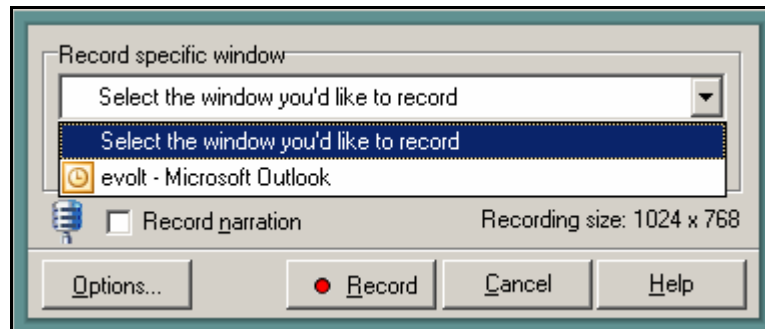 Record specific window
Select the window you'd like to record
Select the window you'd like to record
evolt - Microsoft Outlook
Record narration Recording size: 1024 x 768
Options... Record Cancel Help